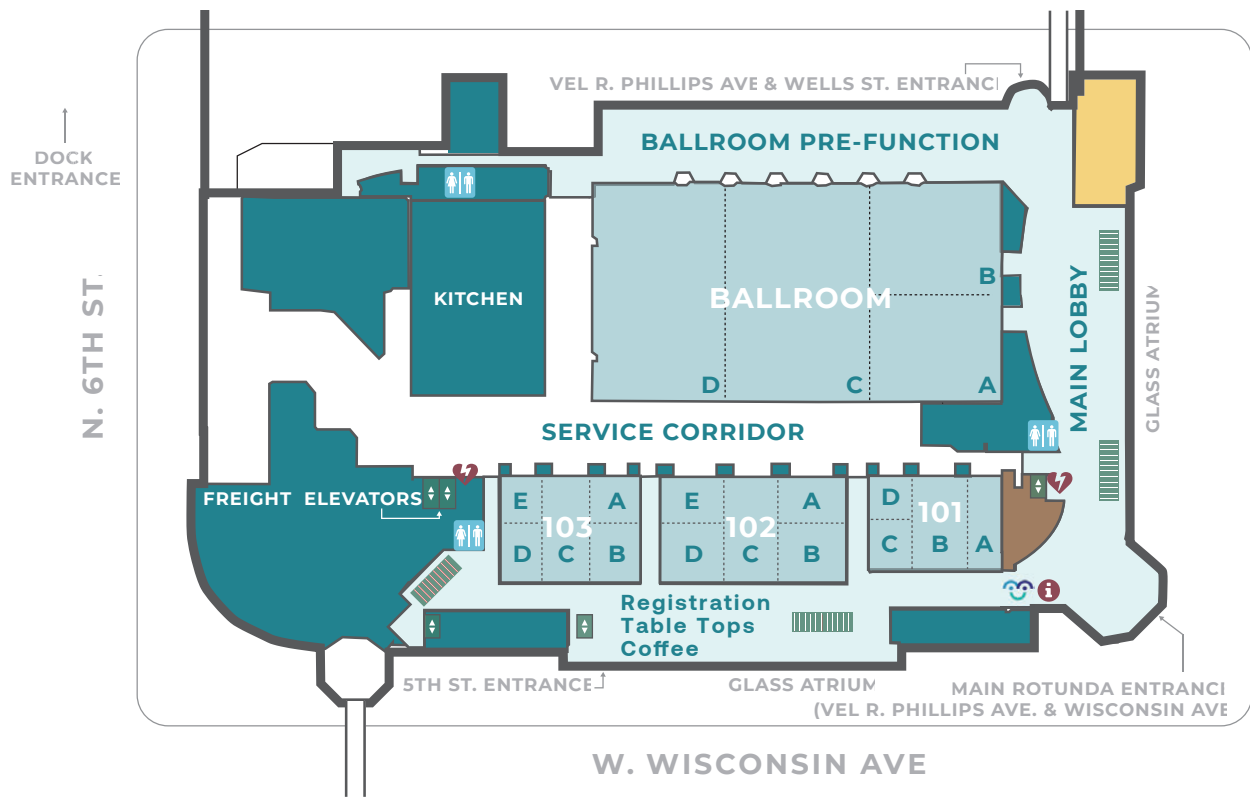 VEL R. PHILLIPS AVE & WELLS ST. ENTRANCE
DOCK
ENTRANCE
BALLROOM PRE-FUNCTION
KITCHEN
B
BALLROOM
D
C
A
N. 6TH ST.
MAIN LOBBY
GLASS ATRIUM
SERVICE CORRIDOR
FREIGHT ELEVATORS
E
A
103
D
C
B
E
A
102
D
C
B
D
101
C
B
A
i
Registration
Table Tops
Coffee
5TH ST. ENTRANCE
GLASS ATRIUM
MAIN ROTUNDA ENTRANCE
(VEL R. PHILLIPS AVE. & WISCONSIN AVE
W. WISCONSIN AVE